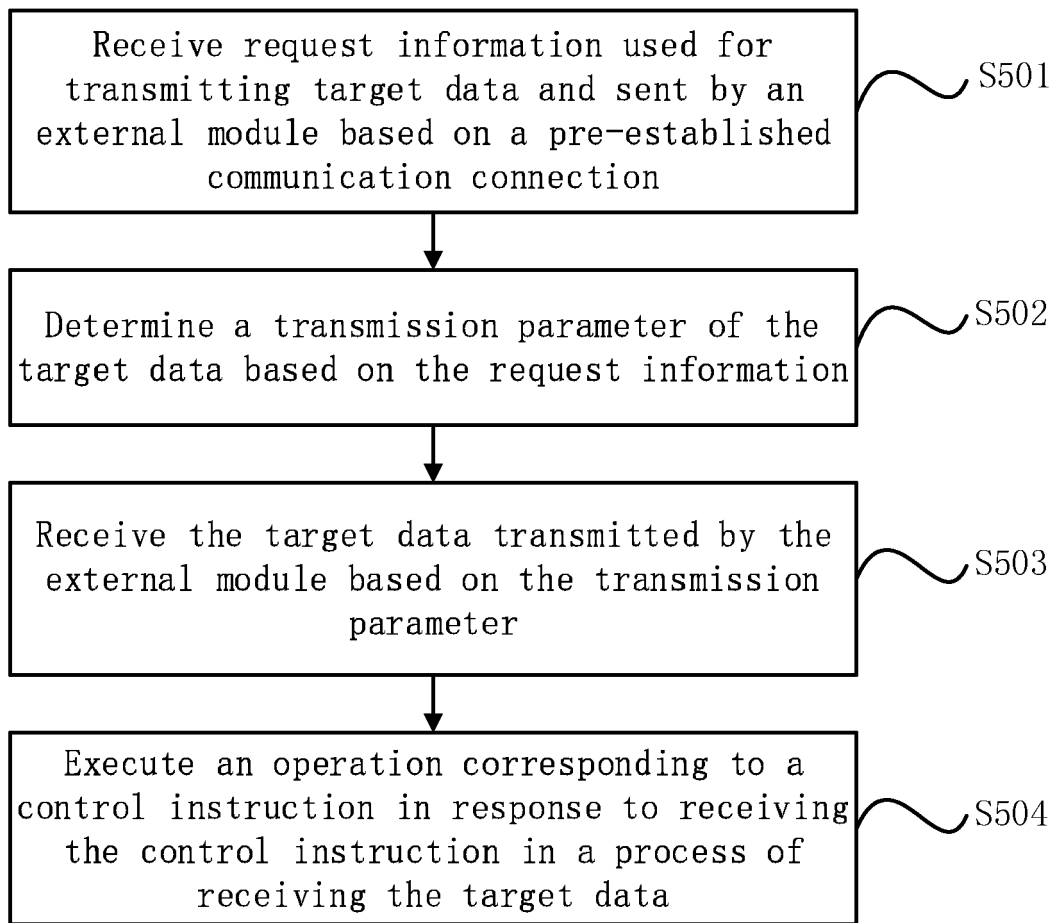 Receive request information used for
transmitting target data and sent by an
external module based on a pre-established
communication connection
S501
Determine a transmission parameter of the
target data based on the request information
S502
Receive the target data transmitted by the
external module based on the transmission
parameter
S503
Execute an operation corresponding to a
control instruction in response to receiving
the control instruction in a process of
receiving the target data
S504